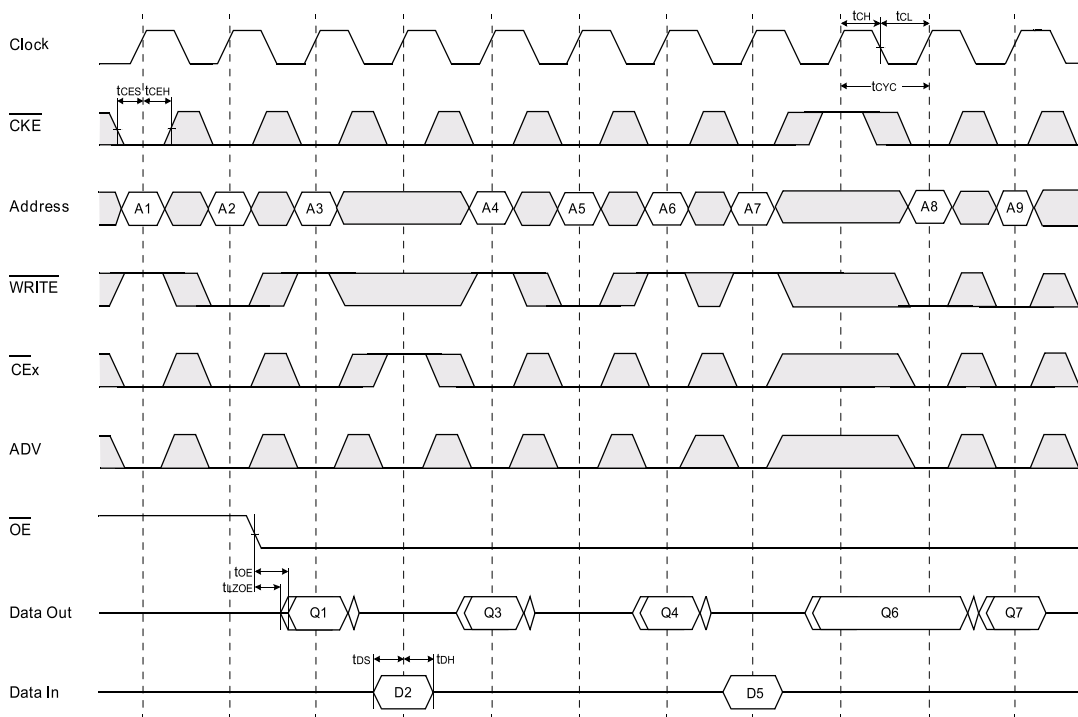 tCH tCL
Clock
tCES tCEH tCYC
CKE
Address A1 A2 A3 A4 A5 A6 A7 A8 A9
WRITE
CEx
ADV
OE
tOE
tLZOE
Data Out Q1 Q3 Q4 Q6 Q7
tDS tDH
Data In D2 D5